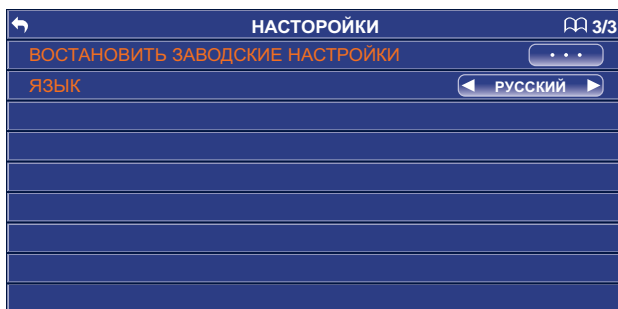 НАСТОРОЙКИ 3/3
ВОСТАНОВИТЬ ЗАВОДСКИЕ НАСТРОЙКИ ...
ЯЗЫК РУССКИЙ